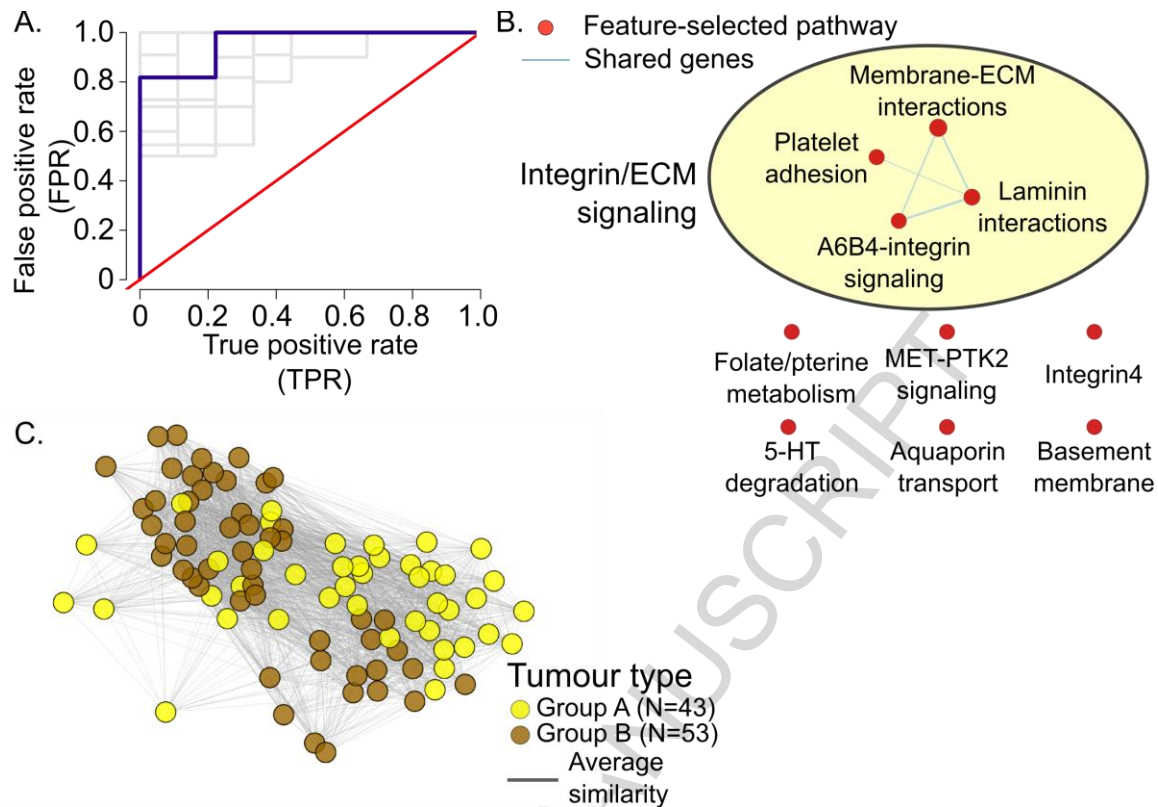 A.
1.0
0.8
0.6
0.4
0.2
0
False positive rate
(FPR)
0 0.2 0.4 0.6 0.8 1.0
True positive rate
(TPR)
B.
Feature-selected pathway
Shared genes
Integrin/ECM
signaling
Membrane-ECM
interactions
Platelet
adhesion
Laminin
interactions
A6B4-integrin
signaling
Folate/pterine
metabolism
MET-PTK2
signaling
Integrin4
5-HT
degradation
Aquaporin
transport
Basement
membrane
C.
Tumour type
Group A (N=43)
Group B (N=53)
Average
similarity
ANUSCRIPT